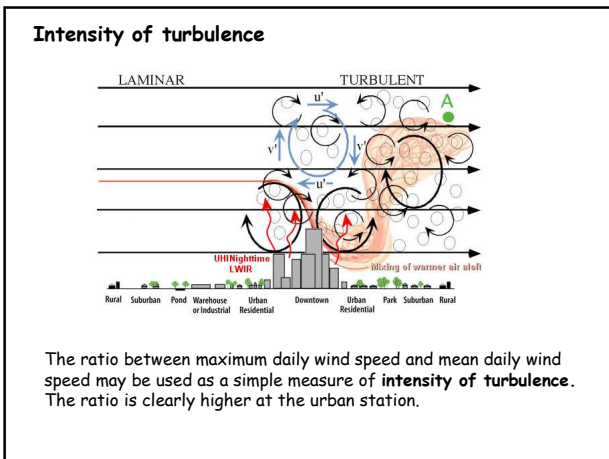 Intensity of turbulence
LAMINAR TURBULENT
u'
A
v' v'
u'
UHI Nighttime
LWIR
Mixing of warmer air aloft
Rural Suburban Pond Warehouse or Industrial Urban Residential Downtown Urban Residential Park Suburban Rural
The ratio between maximum daily wind speed and mean daily wind
speed may be used as a simple measure of intensity of turbulence.
The ratio is clearly higher at the urban station.